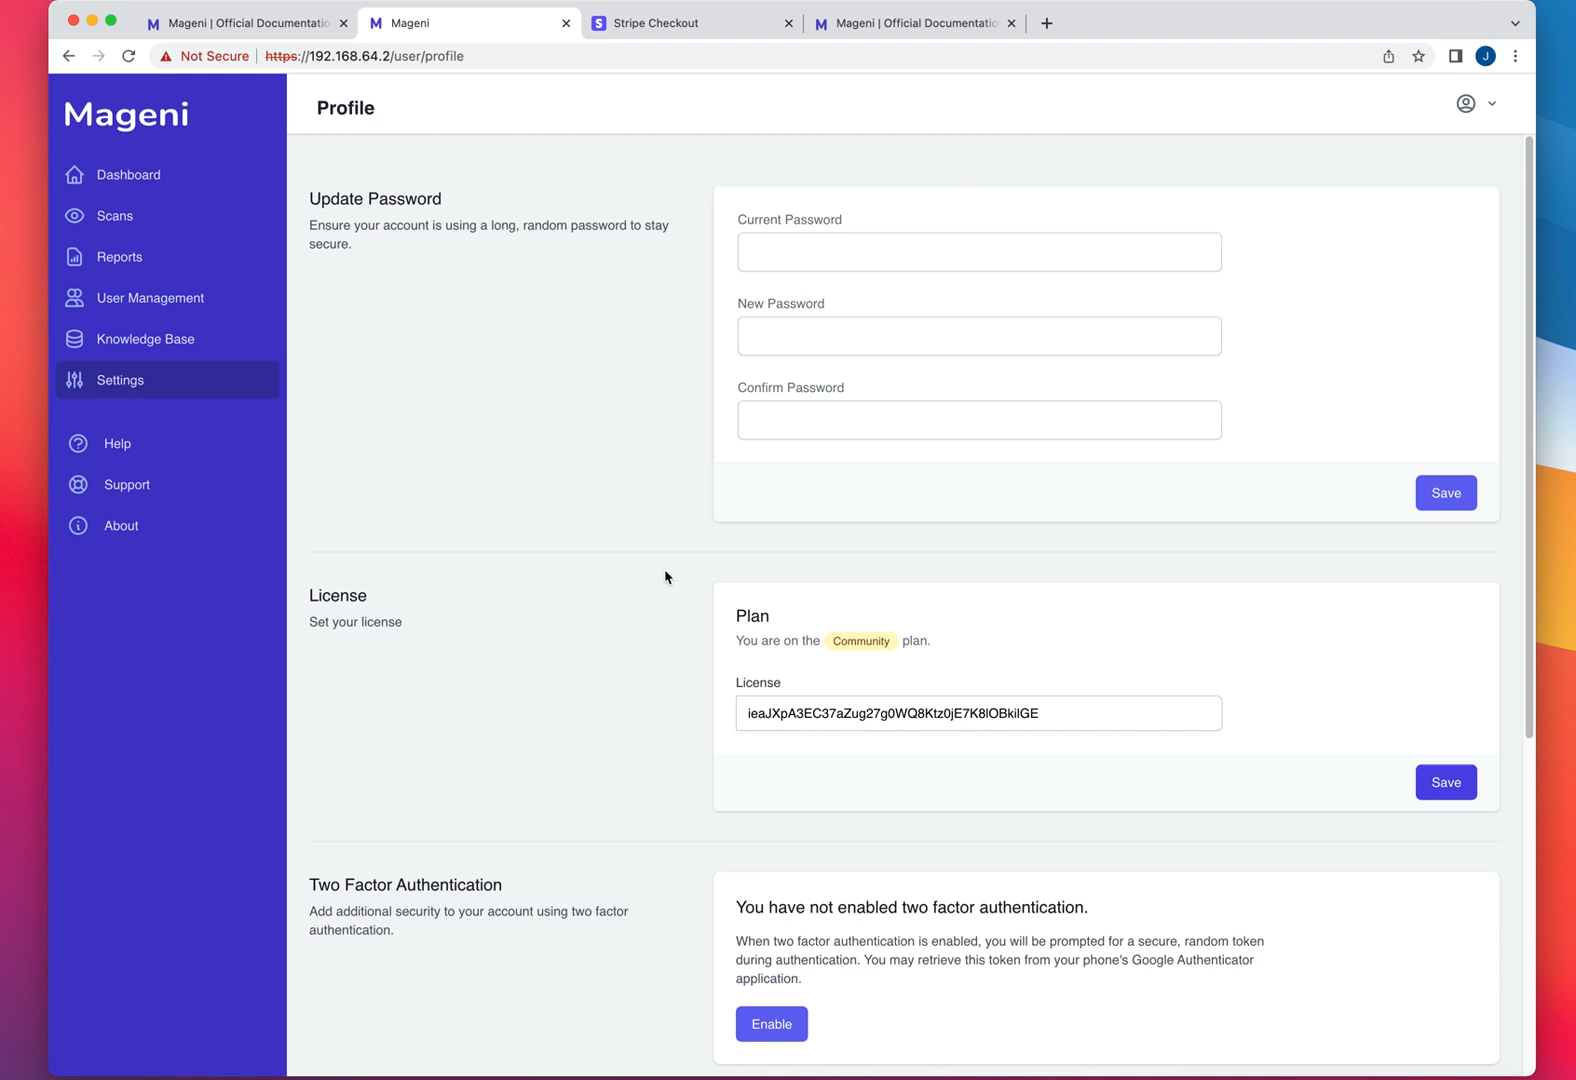 Mageni | Official Documentatio
Mageni
Stripe Checkout
Mageni | Official Documentatio
Not Secure
https://192.168.64.2/user/profile
J
Mageni
Profile
Dashboard
Scans
Reports
User Management
Knowledge Base
Settings
Help
Support
About
Update Password
Ensure your account is using a long, random password to stay
secure.
Current Password
New Password
Confirm Password
Save
License
Set your license
Plan
You are on the Community plan.
License
ieaJXpA3EC37aZug27g0WQ8Ktz0jE7K8lOBkilGE
Save
Two Factor Authentication
Add additional security to your account using two factor
authentication.
You have not enabled two factor authentication.
When two factor authentication is enabled, you will be prompted for a secure, random token
during authentication. You may retrieve this token from your phone's Google Authenticator
application.
Enable